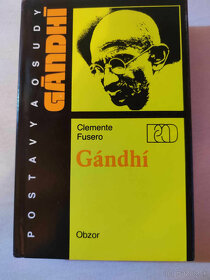 POSTAVY A OSUDY
GÁNDHÍ
Clemente
Fusero
Gándhí
Obzor